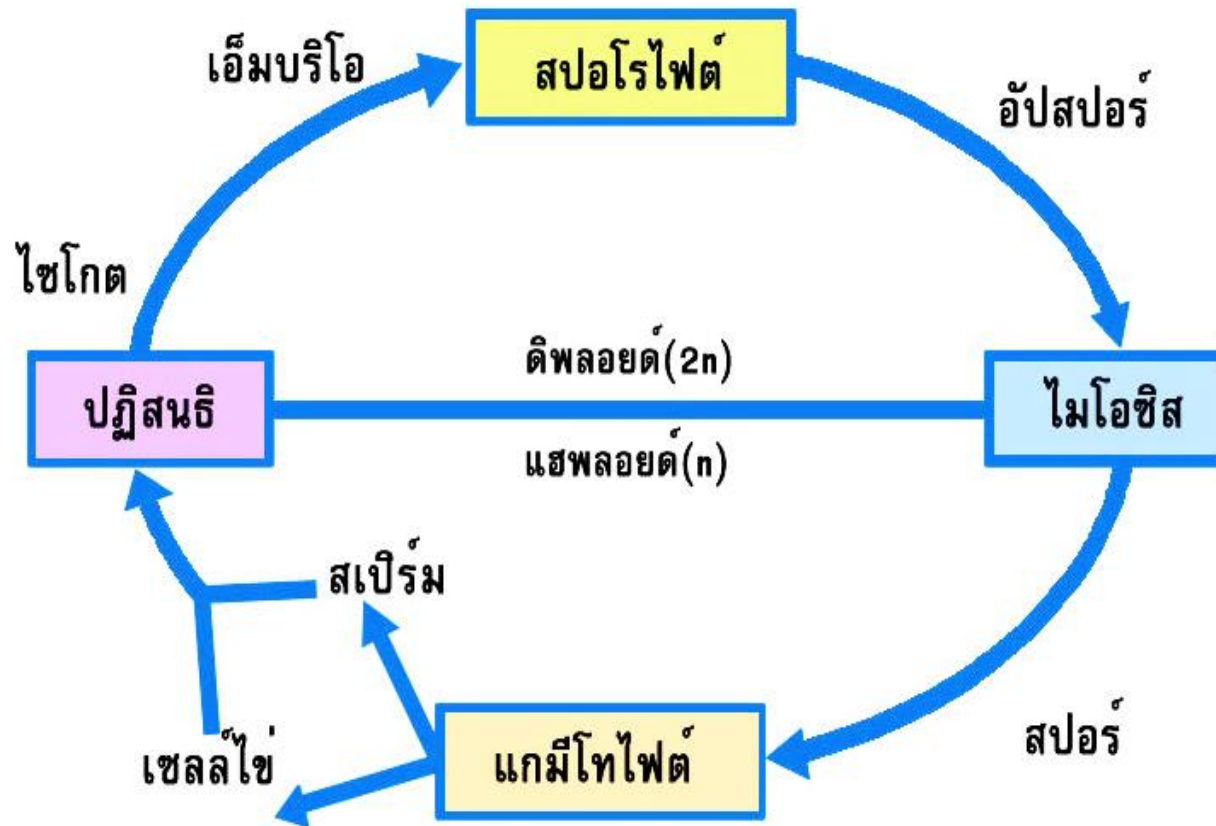 เอ็มบริโอ
สปอโรไฟต์
อัปสปอร์
ไซโกต
ดิพลอยด์(2n)
ปฏิสนธิ
ไมโอซิส
แฮพลอยด์(n)
สเปิร์ม
สปอร์
เซลล์ไข่
แกมีโทไฟต์